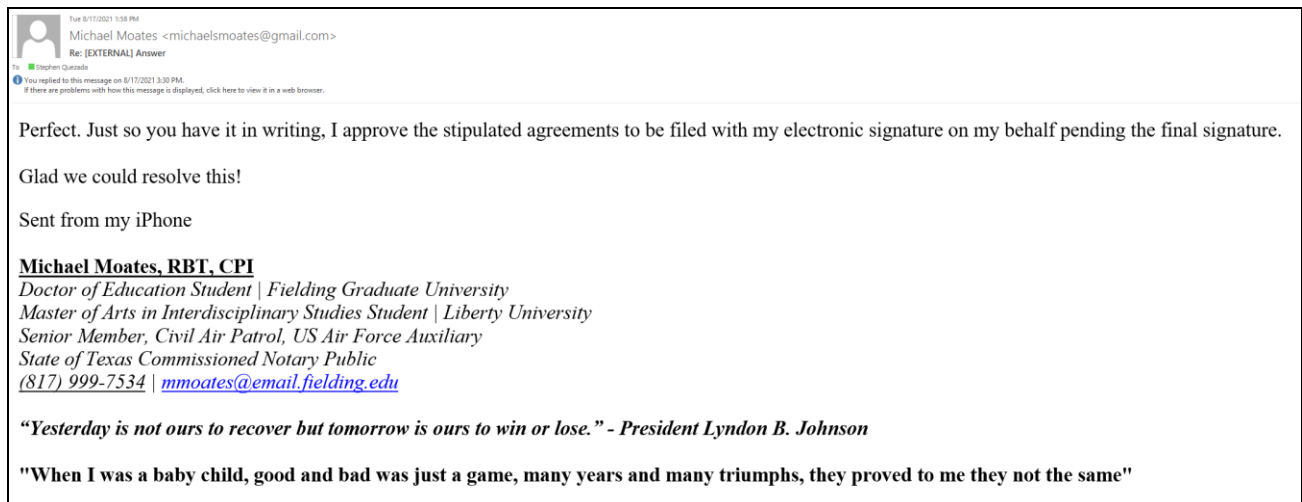 Tue 8/17/2021 1:58 PM
Michael Moates <michaelsmoates@gmail.com>
Re: [EXTERNAL] Answer
To Stephen Quezada
You replied to this message on 8/17/2021 3:30 PM.
If there are problems with how this message is displayed, click here to view it in a web browser.
Perfect. Just so you have it in writing, I approve the stipulated agreements to be filed with my electronic signature on my behalf pending the final signature.
Glad we could resolve this!
Sent from my iPhone
Michael Moates, RBT, CPI
Doctor of Education Student | Fielding Graduate University
Master of Arts in Interdisciplinary Studies Student | Liberty University
Senior Member, Civil Air Patrol, US Air Force Auxiliary
State of Texas Commissioned Notary Public
(817) 999-7534 | mmoates@email.fielding.edu
“Yesterday is not ours to recover but tomorrow is ours to win or lose.” - President Lyndon B. Johnson
"When I was a baby child, good and bad was just a game, many years and many triumphs, they proved to me they not the same"